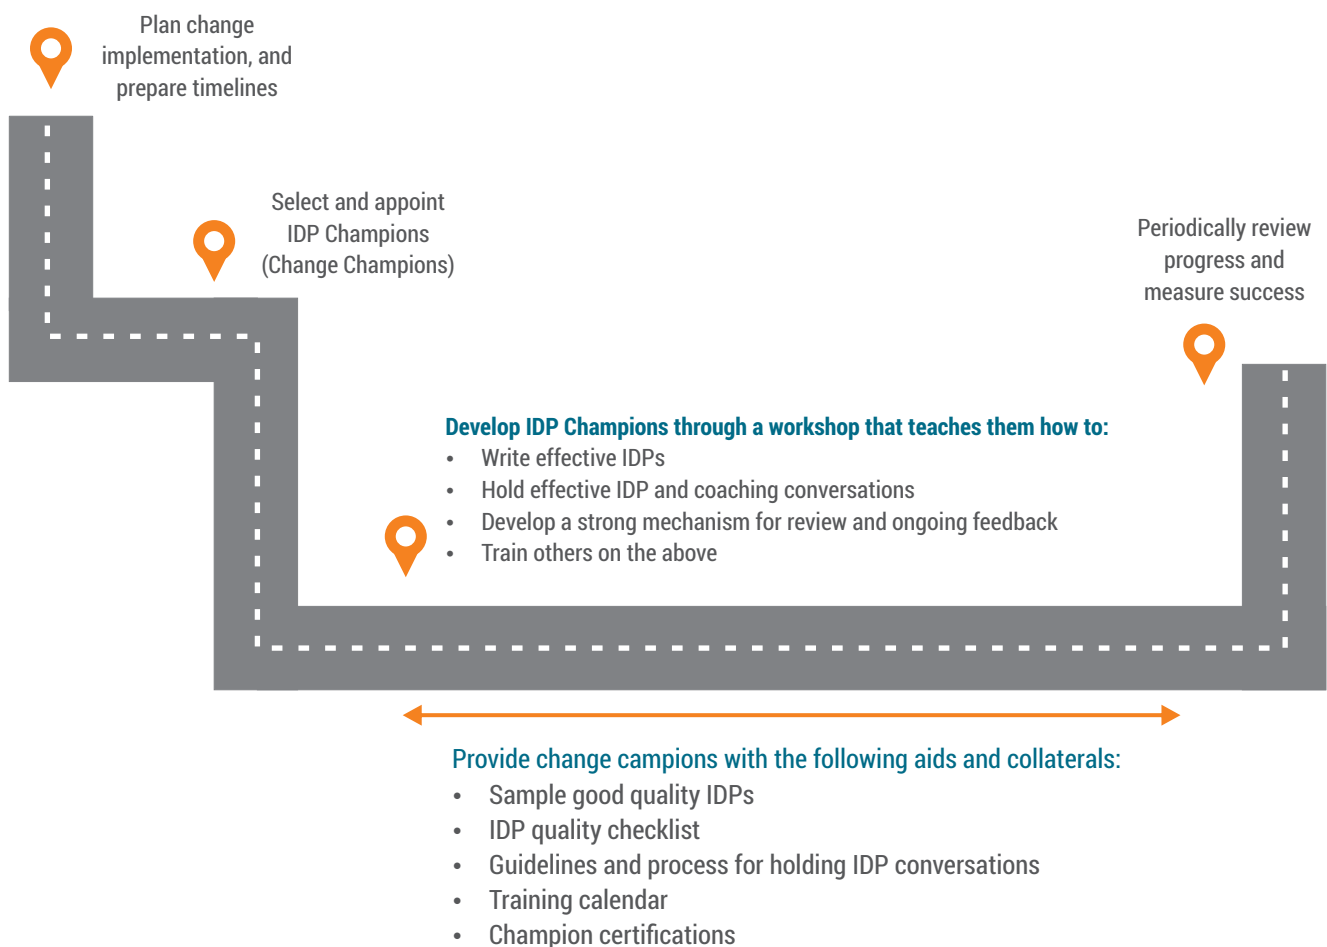 Plan change
implementation, and
prepare timelines
Select and appoint
IDP Champions
(Change Champions)
Periodically review
progress and
measure success
Develop IDP Champions through a workshop that teaches them how to:
• Write effective IDPs
• Hold effective IDP and coaching conversations
• Develop a strong mechanism for review and ongoing feedback
• Train others on the above
Provide change campions with the following aids and collaterals:
• Sample good quality IDPs
• IDP quality checklist
• Guidelines and process for holding IDP conversations
• Training calendar
• Champion certifications